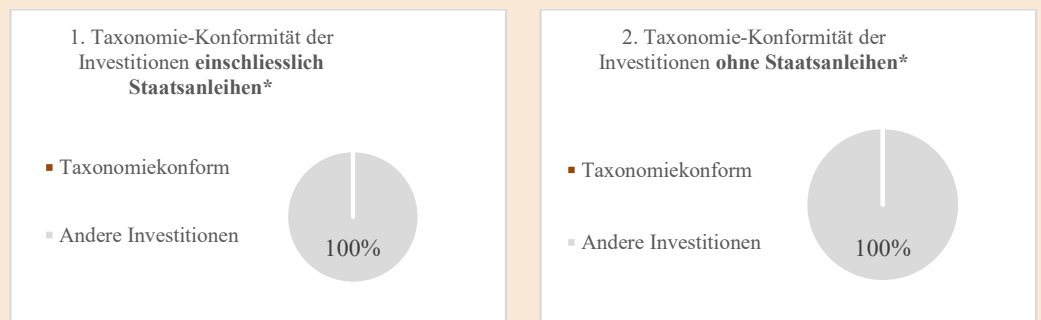 1. Taxonomie-Konformität der
Investitionen einschliesslich
Staatsanleihen*
Taxonomiekonform
Andere Investitionen
100%
2. Taxonomie-Konformität der
Investitionen ohne Staatsanleihen*
Taxonomiekonform
Andere Investitionen
100%